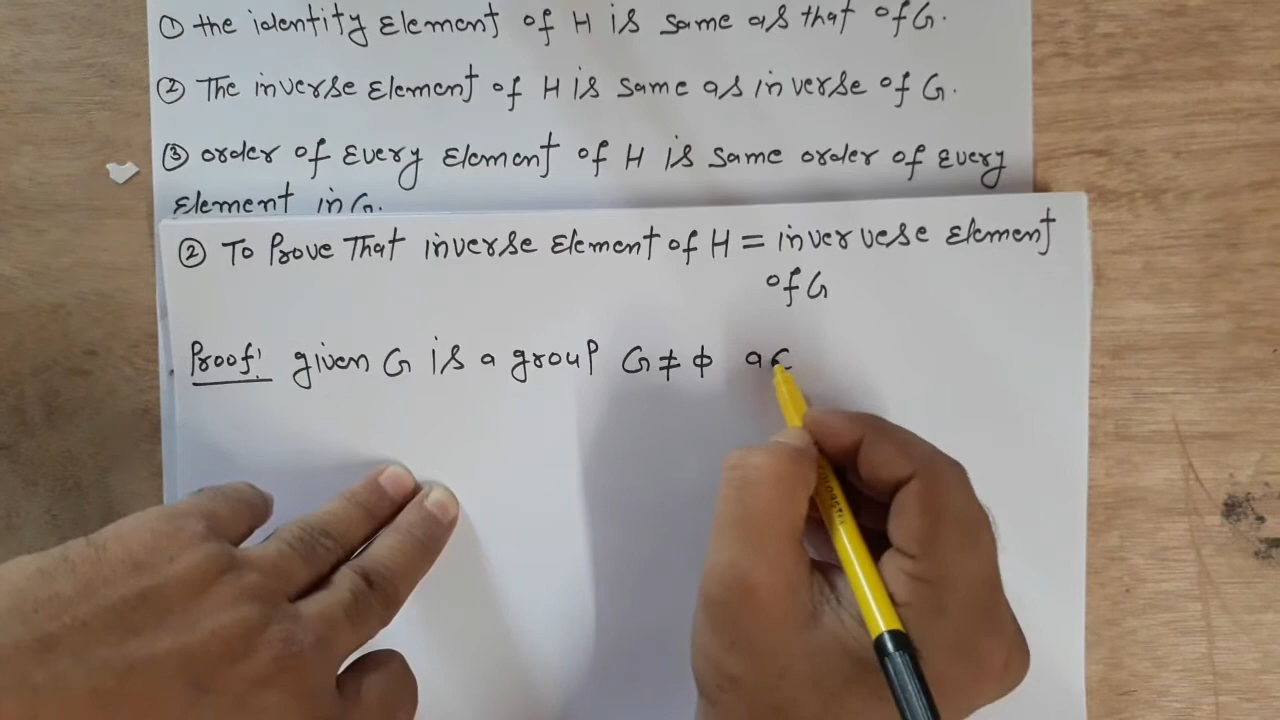 ① the identity Element of H is same as that of G.
② The inverse Element of H is same as inverse of G.
③ order of Every Element of H is same order of Every
Element in G.
② To Prove That inverse Element of H = inver vese Element
of G
Proof: given G is a group G ≠ ϕ a ∈